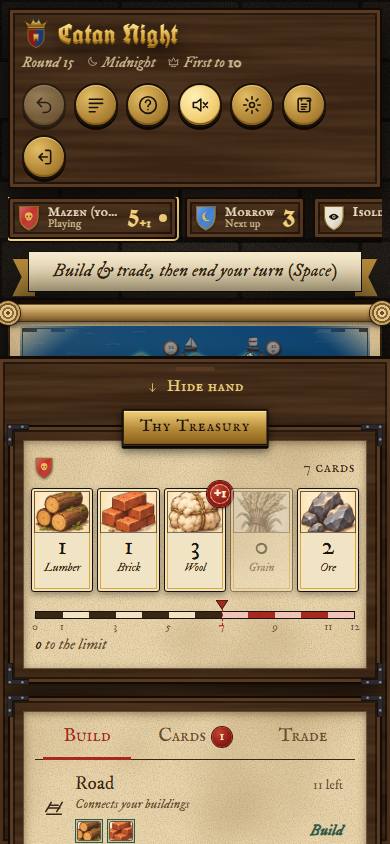 Catan Night
Round 15 Midnight First to 10
Mazen (yo... Playing 5+1
Morrow Next up 3
Build & trade, then end your turn (Space)
↓ Hide hand
Thy Treasury
7 cards
+1
1 1 3 0 2
Lumber Brick Wool Grain Ore
0 1 3 5 7 9 11 12
0 to the limit
Build Cards 1 Trade
Road 11 left
Connects your buildings
Build